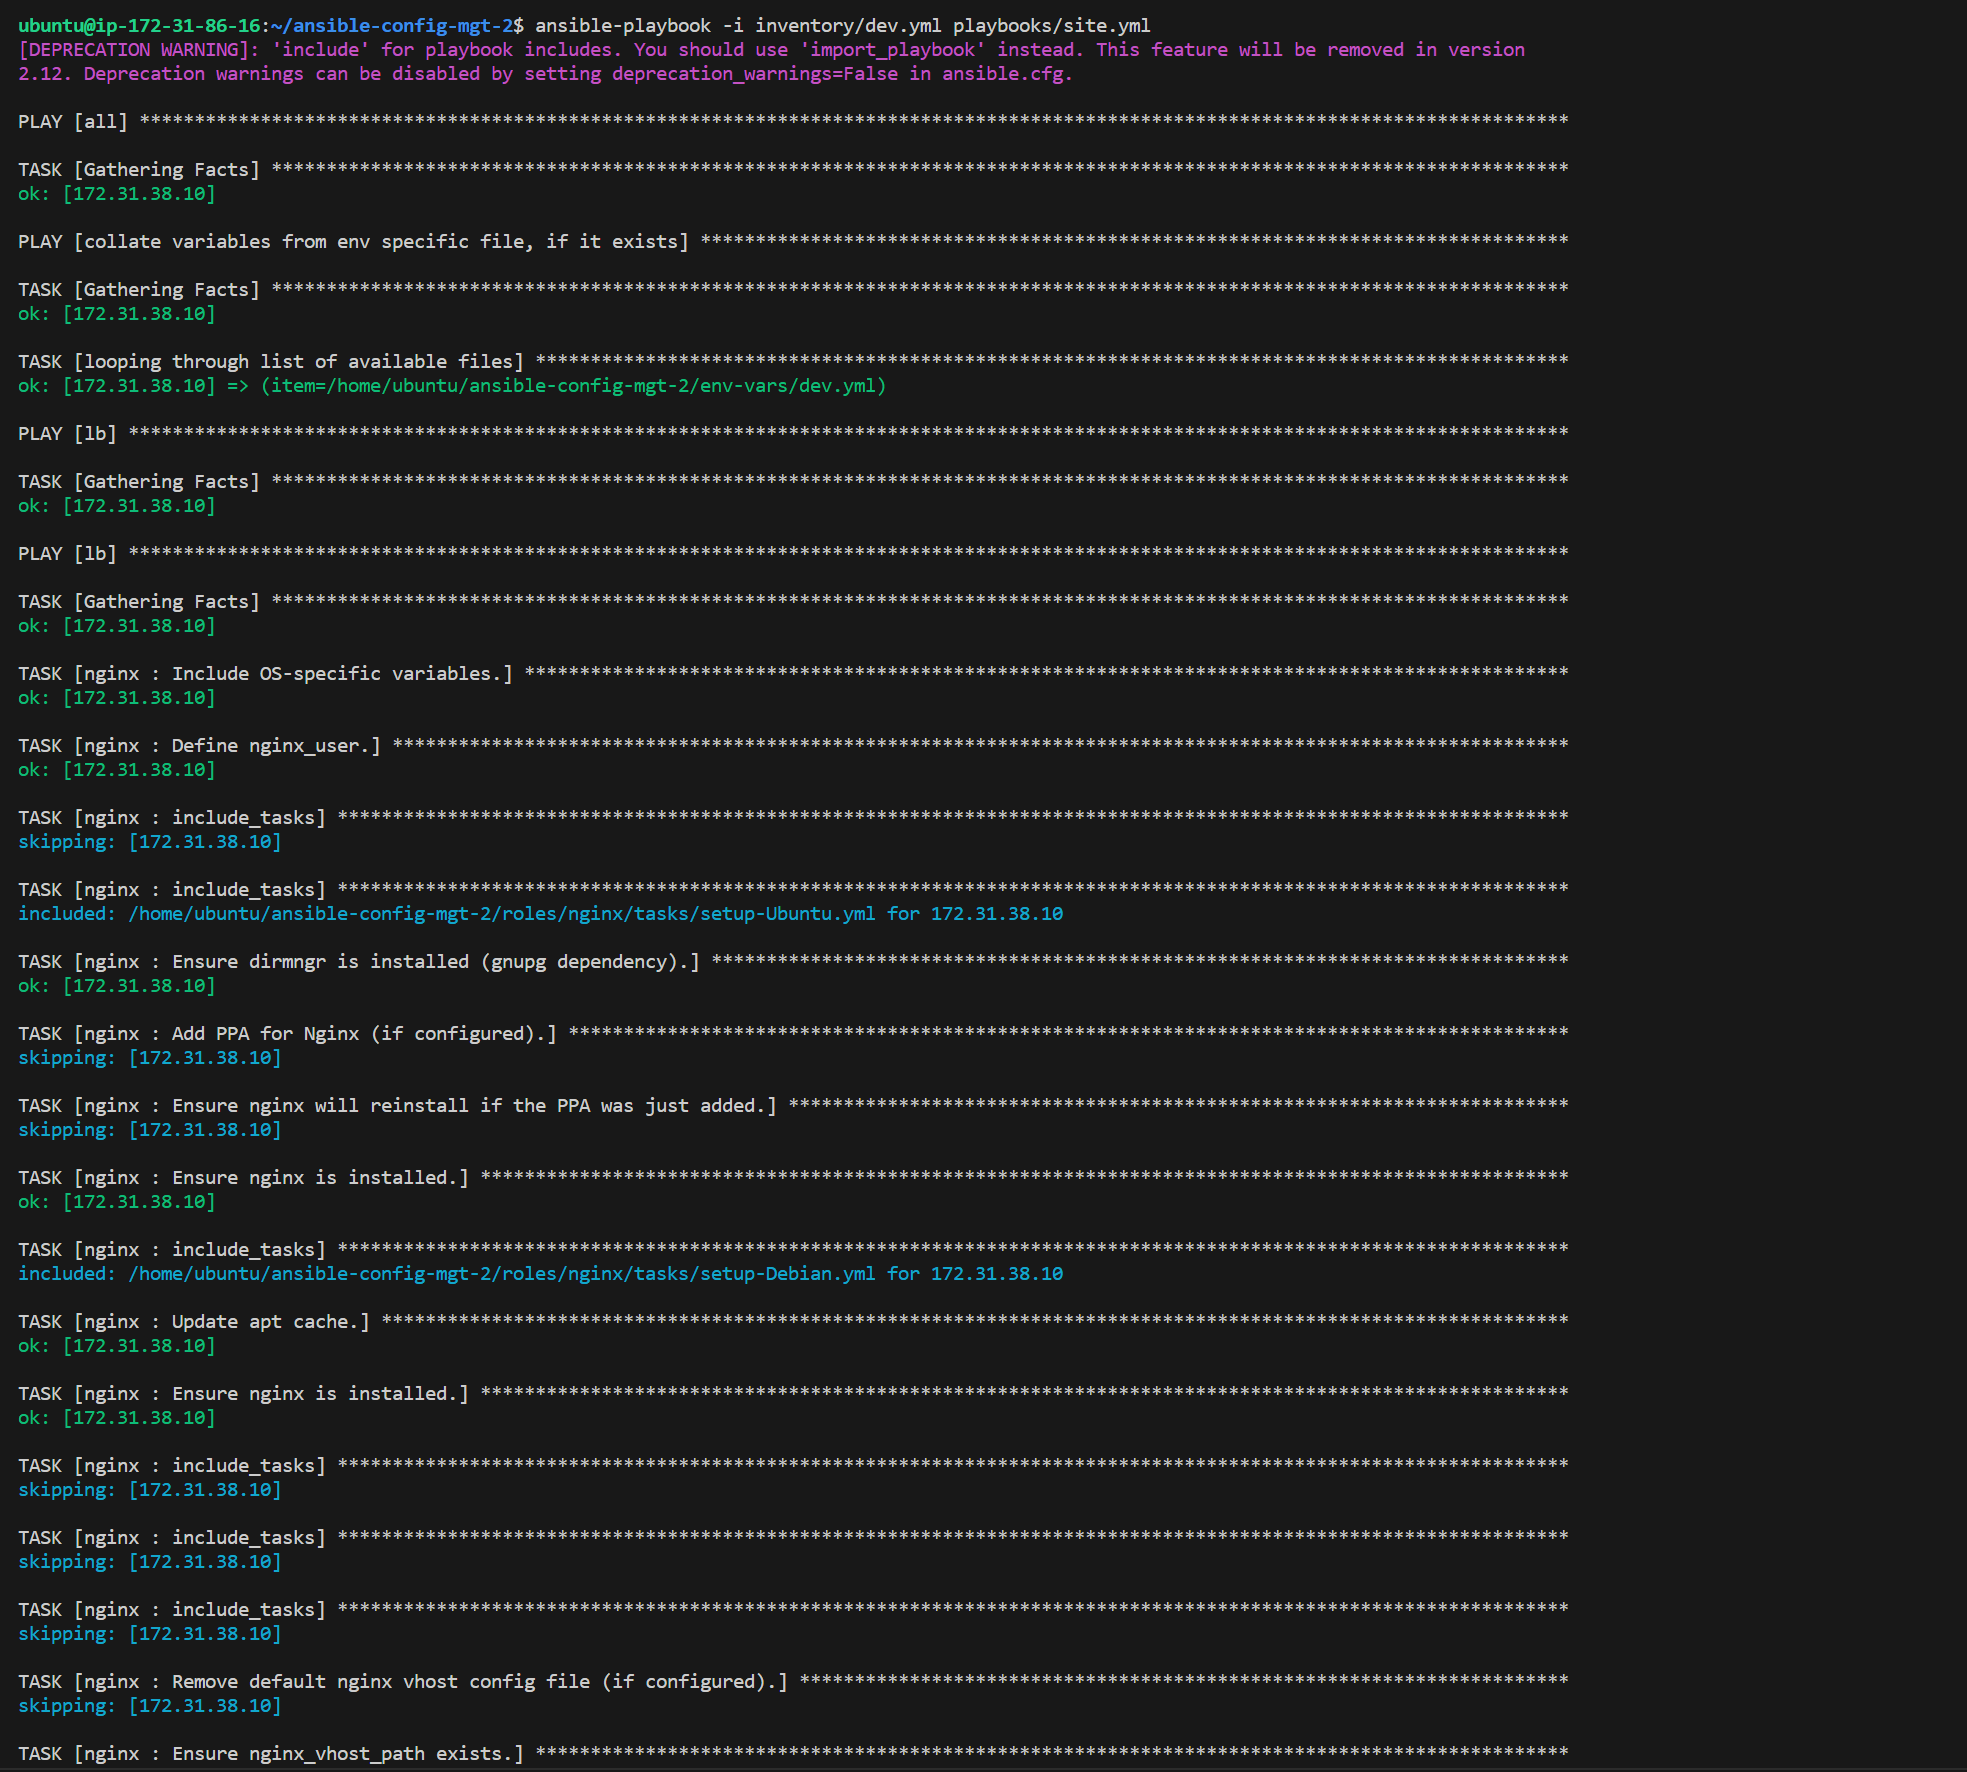 ubuntu@ip-172-31-86-16:~/ansible-config-mgt-2$ ansible-playbook -i inventory/dev.yml playbooks/site.yml
[DEPRECATION WARNING]: 'include' for playbook includes. You should use 'import_playbook' instead. This feature will be removed in version
2.12. Deprecation warnings can be disabled by setting deprecation_warnings=False in ansible.cfg.
PLAY [all] **********************************************************************************************************************************
TASK [Gathering Facts] **********************************************************************************************************************
ok: [172.31.38.10]
PLAY [collate variables from env specific file, if it exists] *******************************************************************************
TASK [Gathering Facts] **********************************************************************************************************************
ok: [172.31.38.10]
TASK [looping through list of available files] **********************************************************************************************
ok: [172.31.38.10] => (item=/home/ubuntu/ansible-config-mgt-2/env-vars/dev.yml)
PLAY [lb] ***********************************************************************************************************************************
TASK [Gathering Facts] **********************************************************************************************************************
ok: [172.31.38.10]
PLAY [lb] ***********************************************************************************************************************************
TASK [Gathering Facts] **********************************************************************************************************************
ok: [172.31.38.10]
TASK [nginx : Include OS-specific variables.] ***********************************************************************************************
ok: [172.31.38.10]
TASK [nginx : Define nginx_user.] ***********************************************************************************************************
ok: [172.31.38.10]
TASK [nginx : include_tasks] ****************************************************************************************************************
skipping: [172.31.38.10]
TASK [nginx : include_tasks] ****************************************************************************************************************
included: /home/ubuntu/ansible-config-mgt-2/roles/nginx/tasks/setup-Ubuntu.yml for 172.31.38.10
TASK [nginx : Ensure dirmngr is installed (gnupg dependency).] ******************************************************************************
ok: [172.31.38.10]
TASK [nginx : Add PPA for Nginx (if configured).] *******************************************************************************************
skipping: [172.31.38.10]
TASK [nginx : Ensure nginx will reinstall if the PPA was just added.] ***********************************************************************
skipping: [172.31.38.10]
TASK [nginx : Ensure nginx is installed.] ***************************************************************************************************
ok: [172.31.38.10]
TASK [nginx : include_tasks] ****************************************************************************************************************
included: /home/ubuntu/ansible-config-mgt-2/roles/nginx/tasks/setup-Debian.yml for 172.31.38.10
TASK [nginx : Update apt cache.] ************************************************************************************************************
ok: [172.31.38.10]
TASK [nginx : Ensure nginx is installed.] ***************************************************************************************************
ok: [172.31.38.10]
TASK [nginx : include_tasks] ****************************************************************************************************************
skipping: [172.31.38.10]
TASK [nginx : include_tasks] ****************************************************************************************************************
skipping: [172.31.38.10]
TASK [nginx : include_tasks] ****************************************************************************************************************
skipping: [172.31.38.10]
TASK [nginx : Remove default nginx vhost config file (if configured).] **********************************************************************
skipping: [172.31.38.10]
TASK [nginx : Ensure nginx_vhost_path exists.] **********************************************************************************************